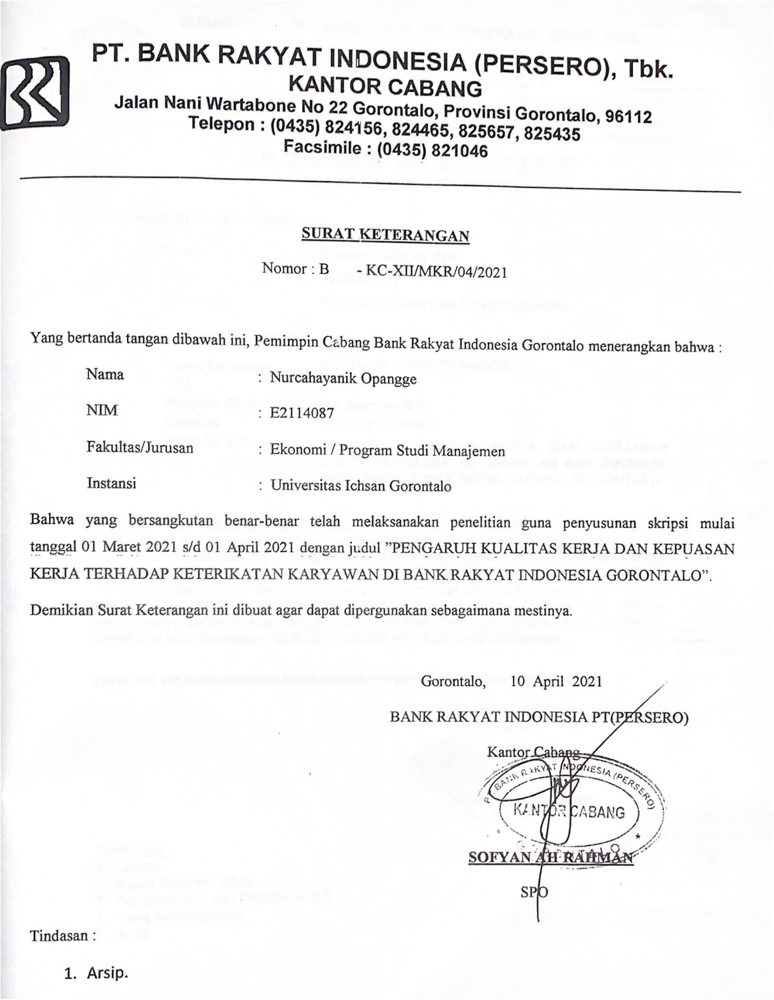 PT. BANK RAKYAT INDONESIA (PERSERO), Tbk.
KANTOR CABANG
Jalan Nani Wartabone No 22 Gorontalo, Provinsi Gorontalo, 96112
Telepon : (0435) 824156, 824465, 825657, 825435
Facsimile : (0435) 821046
SURAT KETERANGAN
Nomor : B - KC-XII/MKR/04/2021
Yang bertanda tangan dibawah ini, Pemimpin Cabang Bank Rakyat Indonesia Gorontalo menerangkan bahwa :
Nama : Nurcahayanik Opangge
NIM : E2114087
Fakultas/Jurusan : Ekonomi / Program Studi Manajemen
Instansi : Universitas Ichsan Gorontalo
Bahwa yang bersangkutan benar-benar telah melaksanakan penelitian guna penyusunan skripsi mulai
tanggal 01 Maret 2021 s/d 01 April 2021 dengan judul ”PENGARUH KUALITAS KERJA DAN KEPUASAN
KERJA TERHADAP KETERIKATAN KARYAWAN DI BANK RAKYAT INDONESIA GORONTALO”.
Demikian Surat Keterangan ini dibuat agar dapat dipergunakan sebagaimana mestinya.
Gorontalo, 10 April 2021
BANK RAKYAT INDONESIA PT(PERSERO)
Kantor Cabang
PT. BANK RAKYAT INDONESIA (PERSERO)
KANTOR CABANG
GORONTALO
SOFYAN AH RAHMAN
SPO
Tindasan :
1. Arsip.